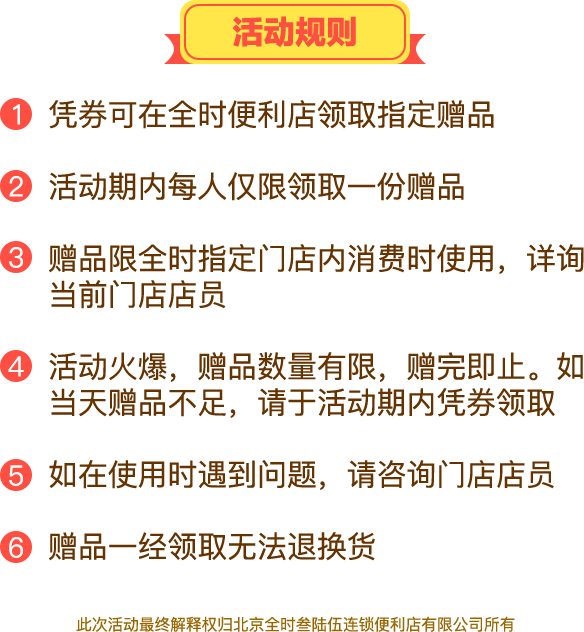 活动规则
1 凭券可在全时便利店领取指定赠品
2 活动期内每人仅限领取一份赠品
3 赠品限全时指定门店内消费时使用，详询
当前门店店员
4 活动火爆，赠品数量有限，赠完即止。如
当天赠品不足，请于活动期内凭券领取
5 如在使用时遇到问题，请咨询门店店员
6 赠品一经领取无法退换货
此次活动最终解释权归北京全时叁陆伍连锁便利店有限公司所有